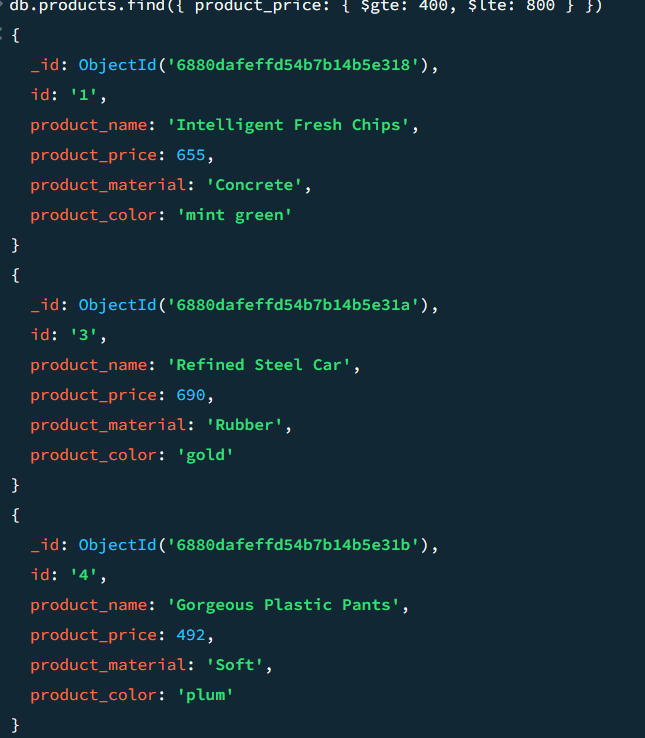 db.products.find({ product_price: { $gte: 400, $lte: 800 } })
{
_id: ObjectId('6880dafeffd54b7b14b5e318'),
id: '1',
product_name: 'Intelligent Fresh Chips',
product_price: 655,
product_material: 'Concrete',
product_color: 'mint green'
}
{
_id: ObjectId('6880dafeffd54b7b14b5e31a'),
id: '3',
product_name: 'Refined Steel Car',
product_price: 690,
product_material: 'Rubber',
product_color: 'gold'
}
{
_id: ObjectId('6880dafeffd54b7b14b5e31b'),
id: '4',
product_name: 'Gorgeous Plastic Pants',
product_price: 492,
product_material: 'Soft',
product_color: 'plum'
}